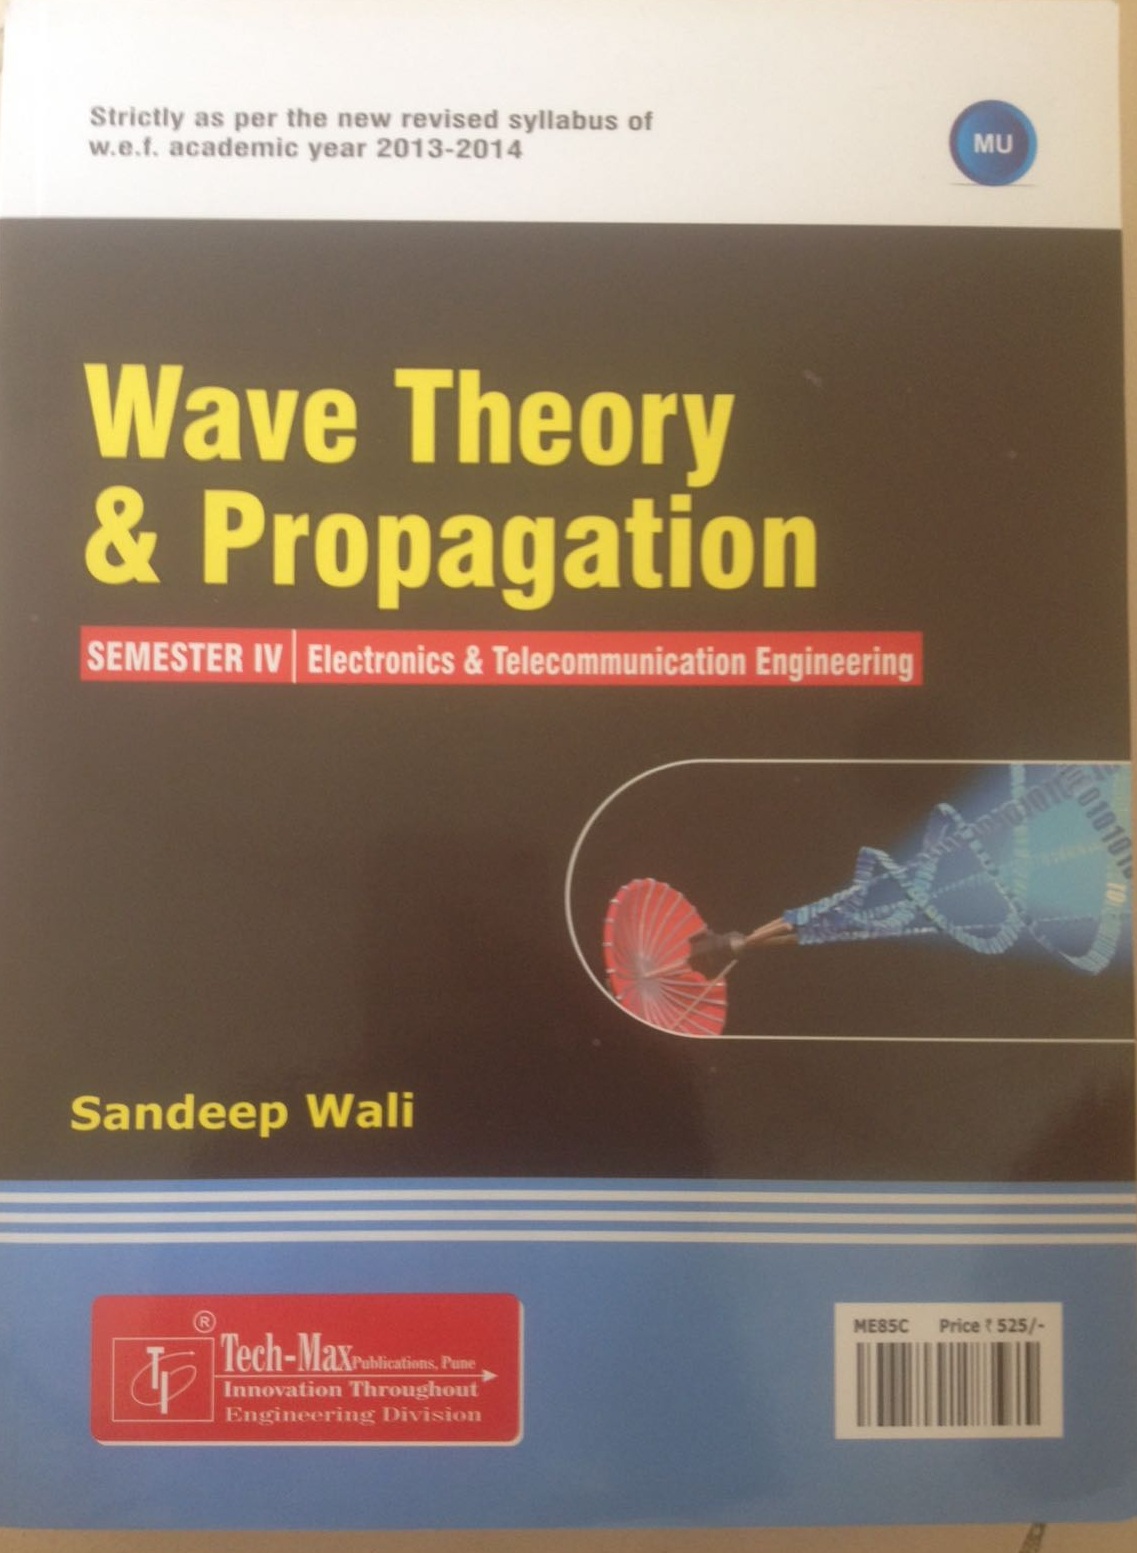 Strictly as per the new revised syllabus of
w.e.f. academic year 2013-2014
MU
Wave Theory
& Propagation
SEMESTER IV | Electronics & Telecommunication Engineering
010101
Sandeep Wali
®
Tech-Max Publications, Pune
Innovation Throughout
Engineering Division
ME85C Price ₹ 525/-